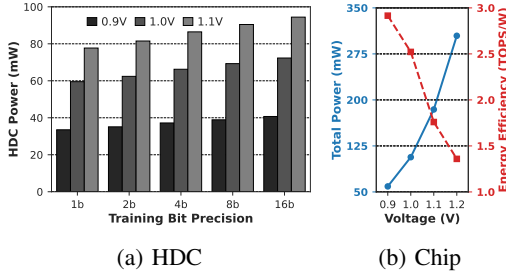 100
80
60
40
20
0
HDC Power (mW)
0.9V 1.0V 1.1V
1b 2b 4b 8b 16b
Training Bit Precision
(a) HDC
350
275
200
125
50
Total Power (mW)
3.0
2.5
2.0
1.5
1.0
Energy Efficiency (TOPS/W)
0.9 1.0 1.1 1.2
Voltage (V)
(b) Chip